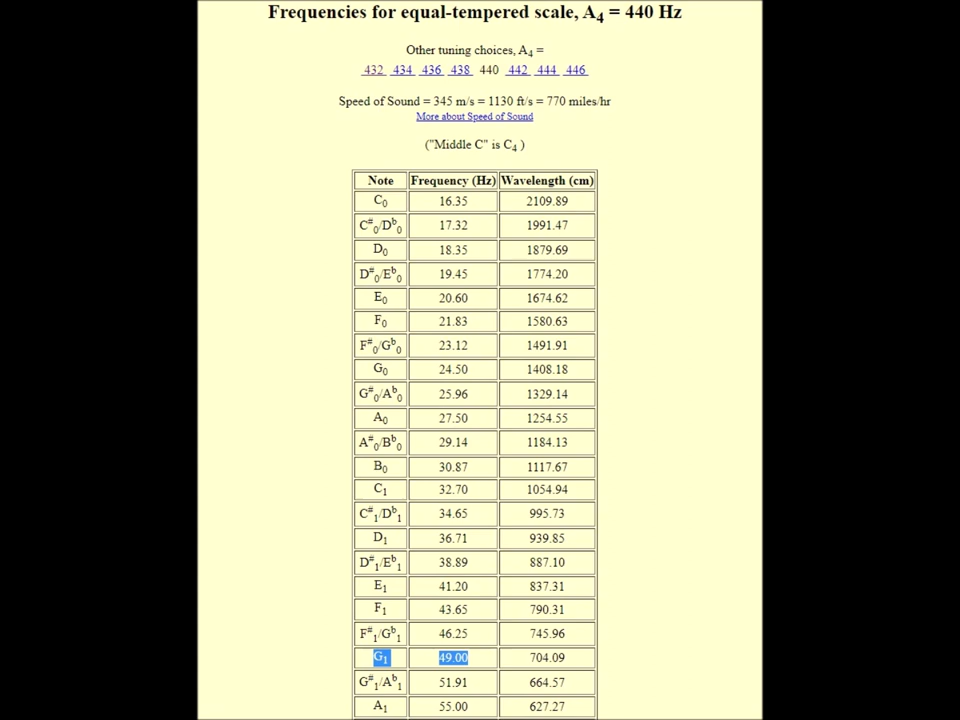 Frequencies for equal-tempered scale, A4 = 440 Hz
Other tuning choices, A4 =
432 434 436 438 440 442 444 446
Speed of Sound = 345 m/s = 1130 ft/s = 770 miles/hr
More about Speed of Sound
("Middle C" is C4 )
Note Frequency (Hz) Wavelength (cm)
C0 16.35 2109.89
C#0/Db0 17.32 1991.47
D0 18.35 1879.69
D#0/Eb0 19.45 1774.20
E0 20.60 1674.62
F0 21.83 1580.63
F#0/Gb0 23.12 1491.91
G0 24.50 1408.18
G#0/Ab0 25.96 1329.14
A0 27.50 1254.55
A#0/Bb0 29.14 1184.13
B0 30.87 1117.67
C1 32.70 1054.94
C#1/Db1 34.65 995.73
D1 36.71 939.85
D#1/Eb1 38.89 887.10
E1 41.20 837.31
F1 43.65 790.31
F#1/Gb1 46.25 745.96
G1 49.00 704.09
G#1/Ab1 51.91 664.57
A1 55.00 627.27